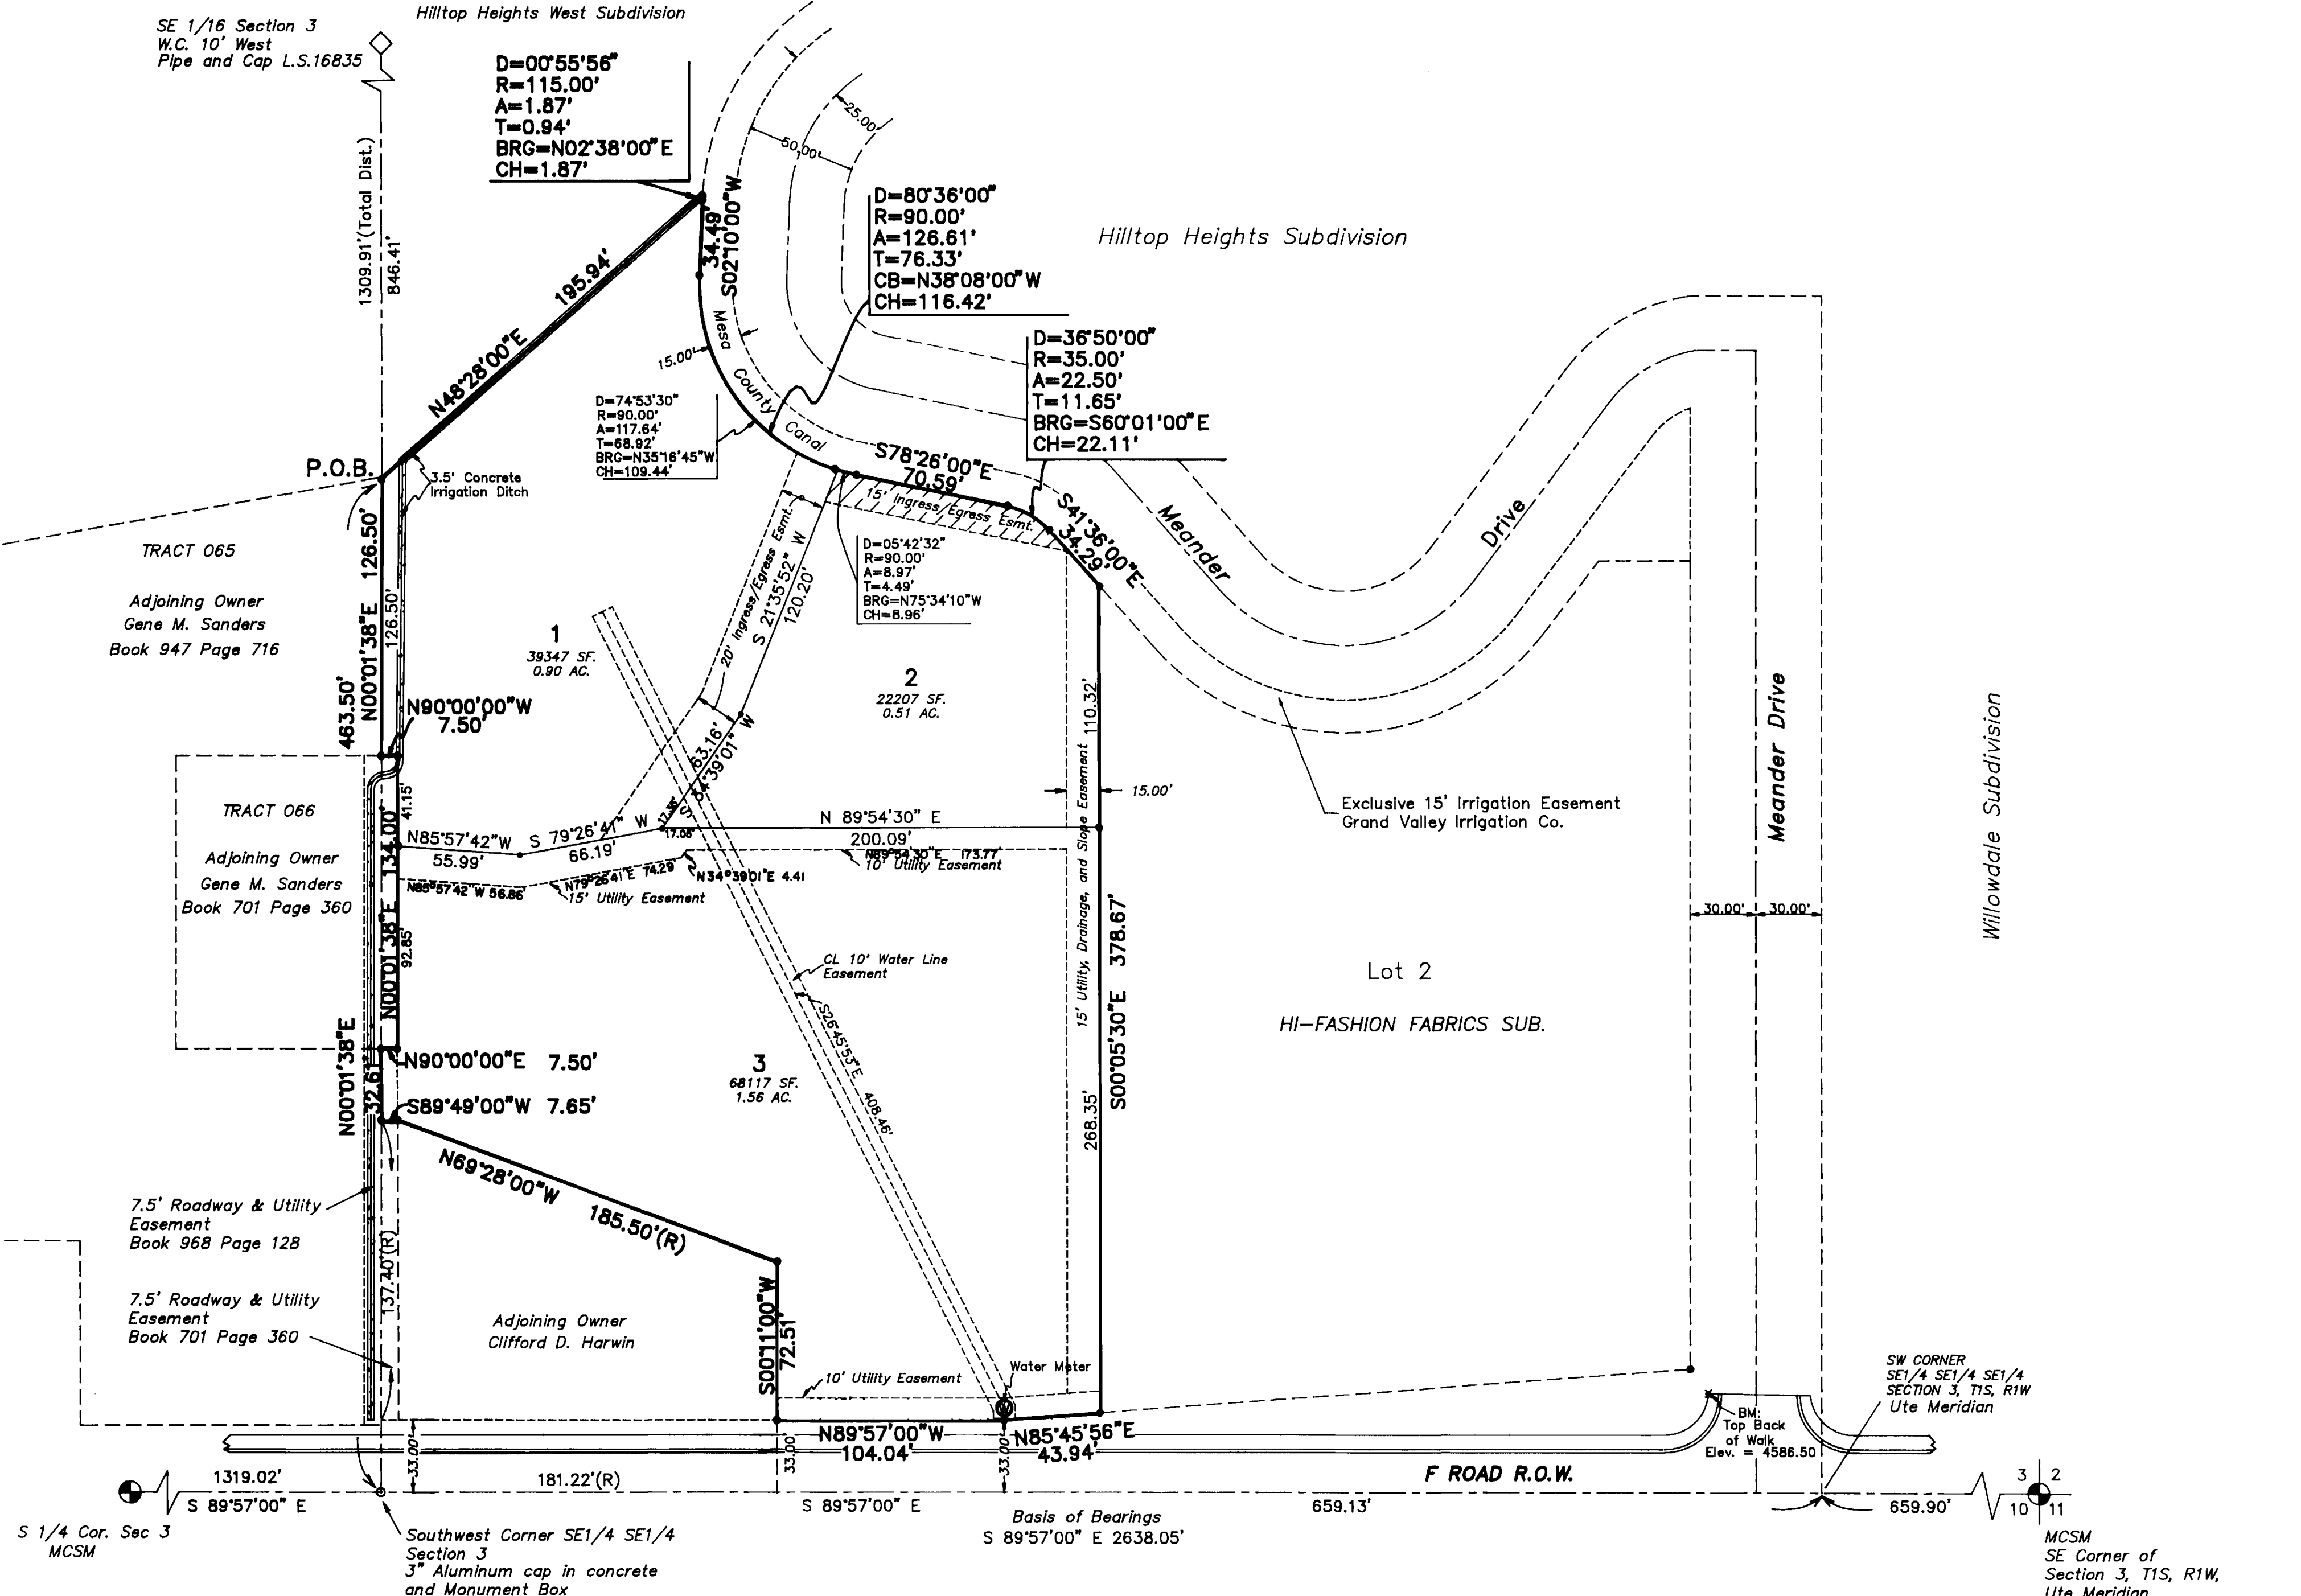 SE 1/16 Section 3
W.C. 10' West
Pipe and Cap L.S.16835
Hilltop Heights West Subdivision
D=00°55'56"
R=115.00'
A=1.87'
T=0.94'
BRG=N02°38'00"E
CH=1.87'
25.00'
50.00'
1309.91'(Total Dist.)
846.41'
34.49'
S02°10'00"W
D=80°36'00"
R=90.00'
A=126.61'
T=76.33'
CB=N38°08'00"W
CH=116.42'
Hilltop Heights Subdivision
195.94'
N48°28'00"E
Mesa
County
Canal
15.00'
D=36°50'00"
R=35.00'
A=22.50'
T=11.65'
BRG=S60°01'00"E
CH=22.11'
D=74°53'30"
R=90.00'
A=117.64'
T=68.92'
BRG=N35°16'45"W
CH=109.44'
P.O.B.
3.5' Concrete
Irrigation Ditch
S78°26'00"E
70.59'
15' Ingress/Egress Esmt.
S41°36'00"E
34.29'
Meander
Drive
TRACT 065
Adjoining Owner
Gene M. Sanders
Book 947 Page 716
126.50'
N00°01'38"E
463.50'
126.50'
20' Ingress/Egress Esmt.
S 21°35'52" W
120.20'
D=05°42'32"
R=90.00'
A=8.97'
T=4.49'
BRG=N75°34'10"W
CH=8.96'
1
39347 SF.
0.90 AC.
2
22207 SF.
0.51 AC.
110.32'
Meander Drive
Willowdale Subdivision
N90°00'00"W
7.50'
63.16'
S 34°39'01" W
15.00'
Exclusive 15' Irrigation Easement
Grand Valley Irrigation Co.
TRACT 066
Adjoining Owner
Gene M. Sanders
Book 701 Page 360
41.15'
134.00'
N00°01'38"E
92.85'
N85°57'42"W
55.99'
S 79°26'41" W
66.19'
17.36'
17.05'
N 89°54'30" E
200.09'
N89°54'30"E 173.77'
10' Utility Easement
N85°57'42"W 56.86'
N79°26'41"E 74.29'
N34°39'01"E 4.41
15' Utility Easement
15' Utility, Drainage, and Slope Easement
S00°05'30"E 378.67'
30.00'
30.00'
CL 10' Water Line
Easement
S26°45'53"E 408.46'
Lot 2
HI-FASHION FABRICS SUB.
3
68117 SF.
1.56 AC.
268.35'
N00°01'38"E
32.61'
N90°00'00"E 7.50'
S89°49'00"W 7.65'
N69°28'00"W
185.50'(R)
7.5' Roadway & Utility
Easement
Book 968 Page 128
7.5' Roadway & Utility
Easement
Book 701 Page 360
137.40'(R)
Adjoining Owner
Clifford D. Harwin
S00°11'00"W
72.51'
10' Utility Easement
Water Meter
SW CORNER
SE1/4 SE1/4 SE1/4
SECTION 3, T1S, R1W
Ute Meridian
BM:
Top Back
of Walk
Elev. = 4586.50
33.00'
33.00'
33.00'
N89°57'00"W
104.04'
N85°45'56"E
43.94'
F ROAD R.O.W.
1319.02'
S 89°57'00" E
181.22'(R)
S 89°57'00" E
659.13'
659.90'
3 2
10 11
S 1/4 Cor. Sec 3
MCSM
Southwest Corner SE1/4 SE1/4
Section 3
3" Aluminum cap in concrete
and Monument Box
Basis of Bearings
S 89°57'00" E 2638.05'
MCSM
SE Corner of
Section 3, T1S, R1W,
Ute Meridian